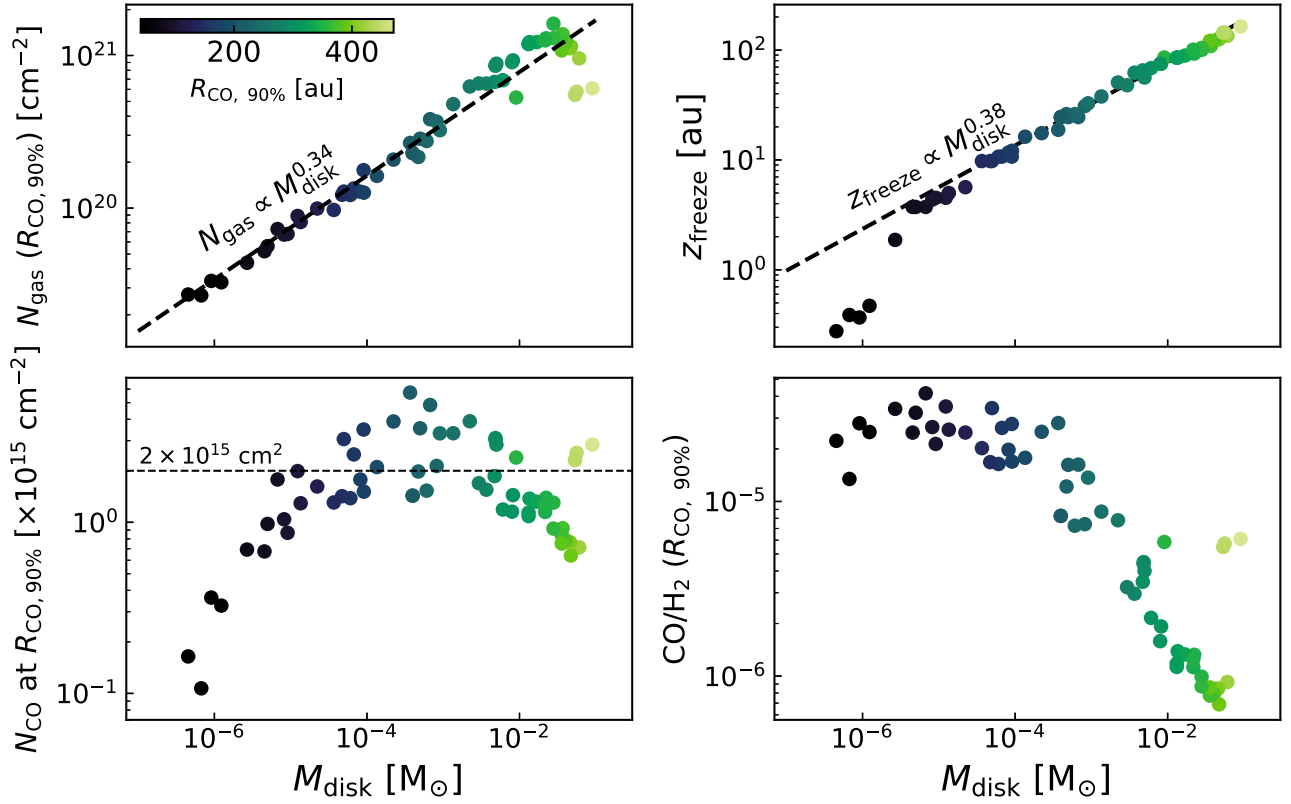 200 400
R_CO, 90% [au]
10^21
10^20
N_gas (R_CO, 90%) [cm^−2]
N_gas ∝ M_disk^0.34
10^2
10^1
10^0
z_freeze [au]
z_freeze ∝ M_disk^0.38
2 × 10^15 cm^2
10^0
10^−1
N_CO at R_CO, 90% [×10^15 cm^−2]
10^−6 10^−4 10^−2
M_disk [M_⊙]
10^−5
10^−6
CO/H_2 (R_CO, 90%)
10^−6 10^−4 10^−2
M_disk [M_⊙]